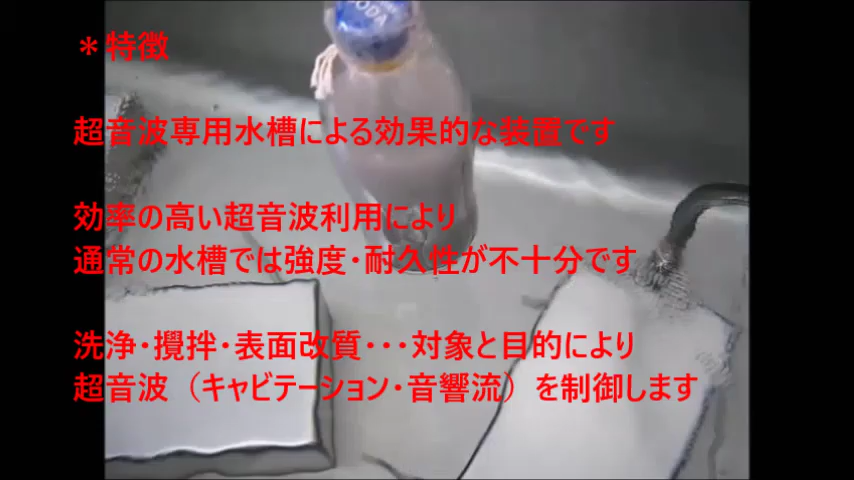 SODA
＊特徴
超音波専用水槽による効果的な装置です
効率の高い超音波利用により
通常の水槽では強度・耐久性が不十分です
洗浄・攪拌・表面改質・・・対象と目的により
超音波（キャビテーション・音響流）を制御します